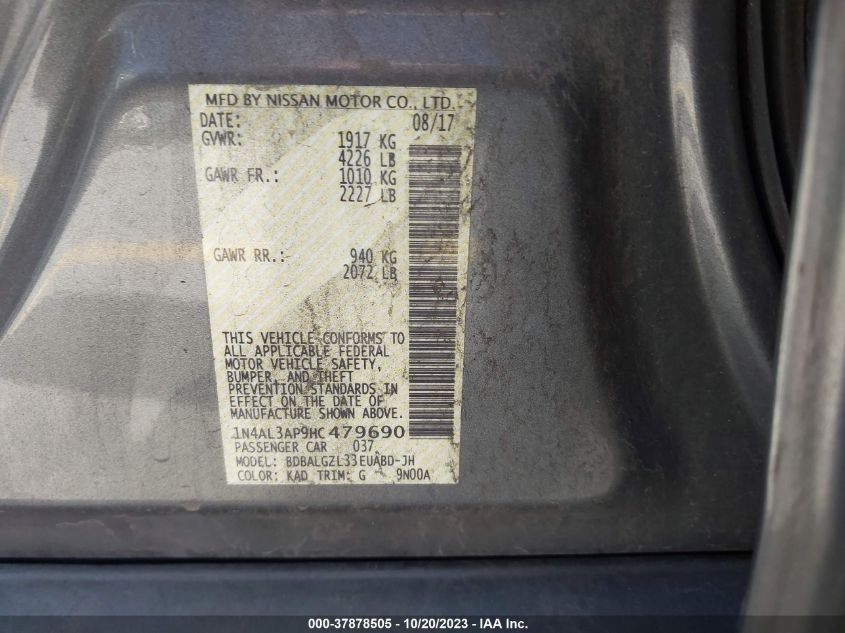 MFD BY NISSAN MOTOR CO., LTD.
DATE: 08/17
GVWR: 1917 KG
4226 LB
GAWR FR.: 1010 KG
2227 LB
GAWR RR.: 940 KG
2072 LB
THIS VEHICLE CONFORMS TO
ALL APPLICABLE FEDERAL
MOTOR VEHICLE SAFETY,
BUMPER, AND THEFT
PREVENTION STANDARDS IN
EFFECT ON THE DATE OF
MANUFACTURE SHOWN ABOVE.
1N4AL3AP9HC 479690
PASSENGER CAR 037
MODEL: BDBALGZL33EUABD-JH
COLOR: KAD TRIM: G 9N00A
000-37878505 - 10/20/2023 - IAA Inc.